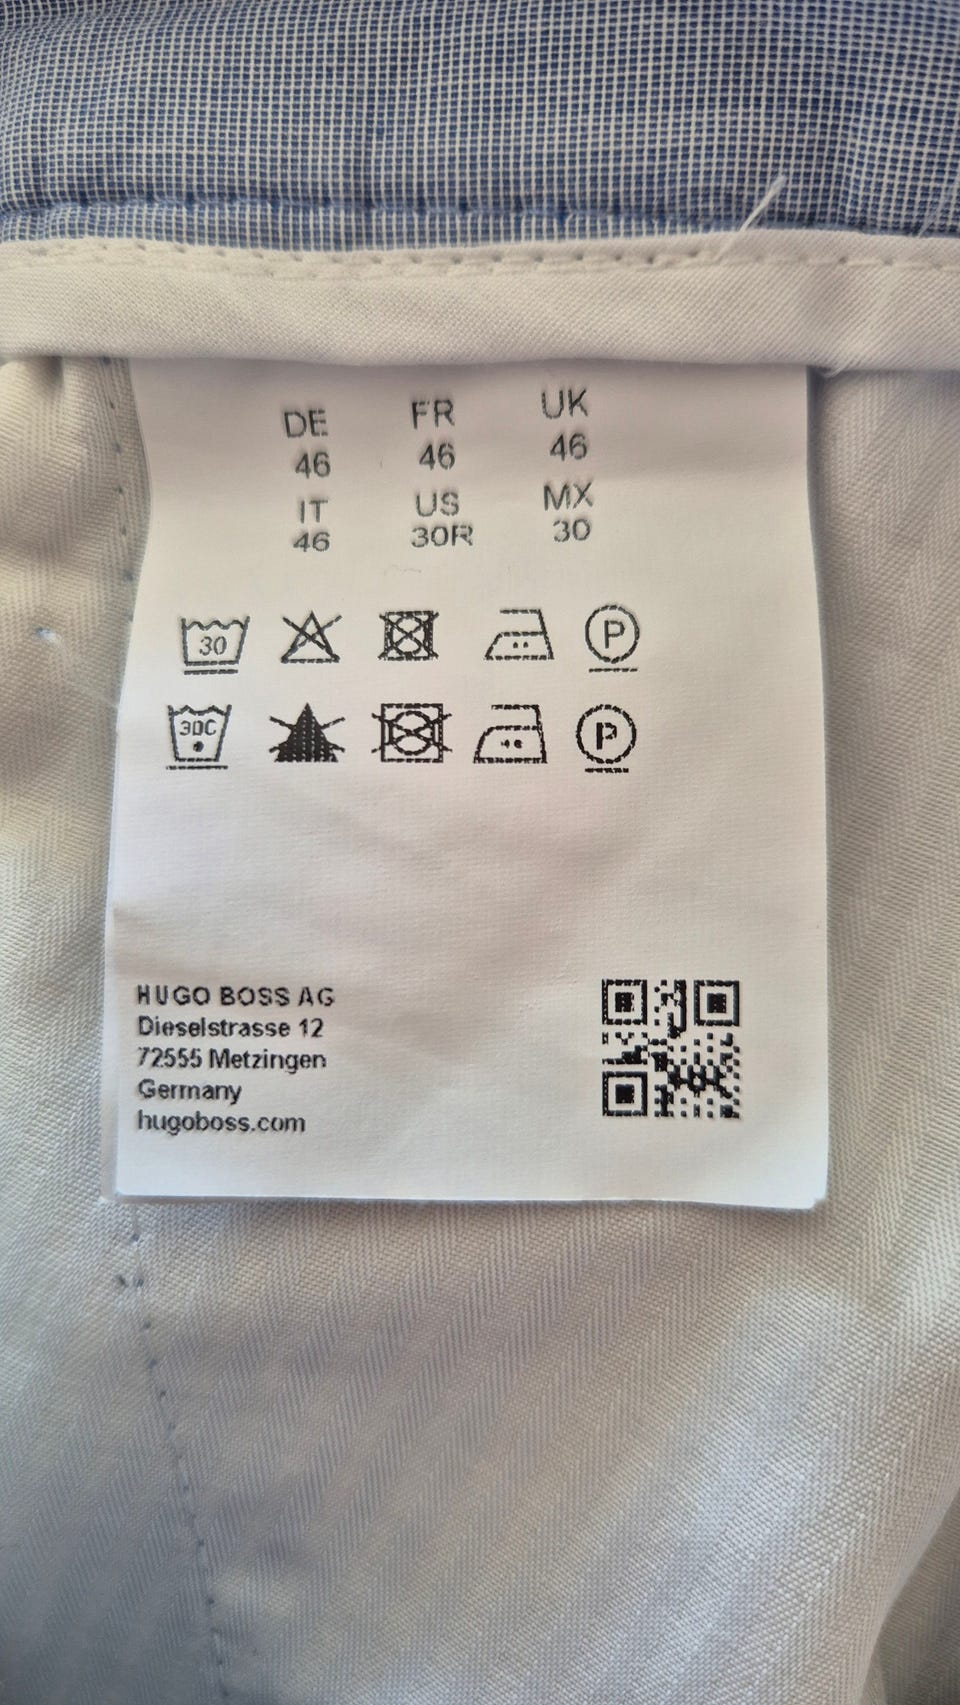 DE FR UK
46 46 46
IT US MX
46 30R 30
30 P
30C P
HUGO BOSS AG
Dieselstrasse 12
72555 Metzingen
Germany
hugoboss.com